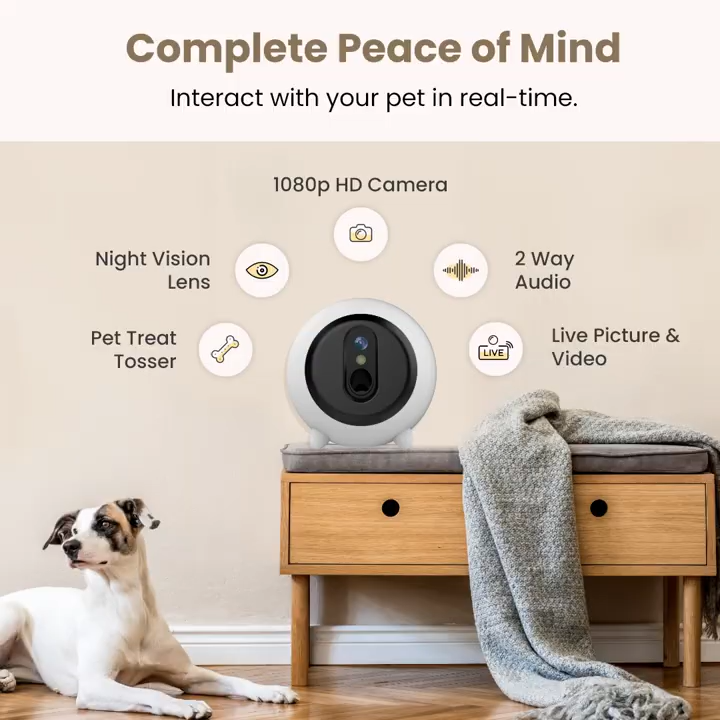 Complete Peace of Mind
Interact with your pet in real-time.
1080p HD Camera
Night Vision
Lens
2 Way
Audio
Pet Treat
Tosser
Live Picture &
Video
LIVE